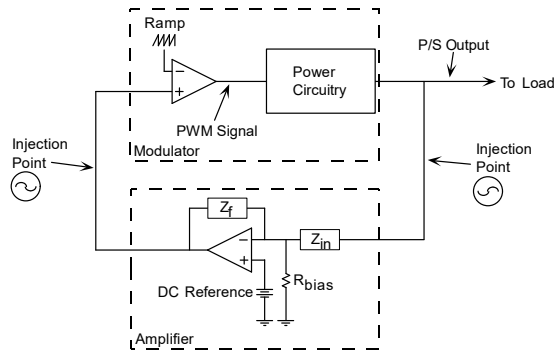 Ramp
−
+
PWM Signal
Power
Circuitry
Modulator
P/S Output
To Load
Injection
Point
Injection
Point
Zf
Zin
−
+
Rbias
DC Reference
Amplifier